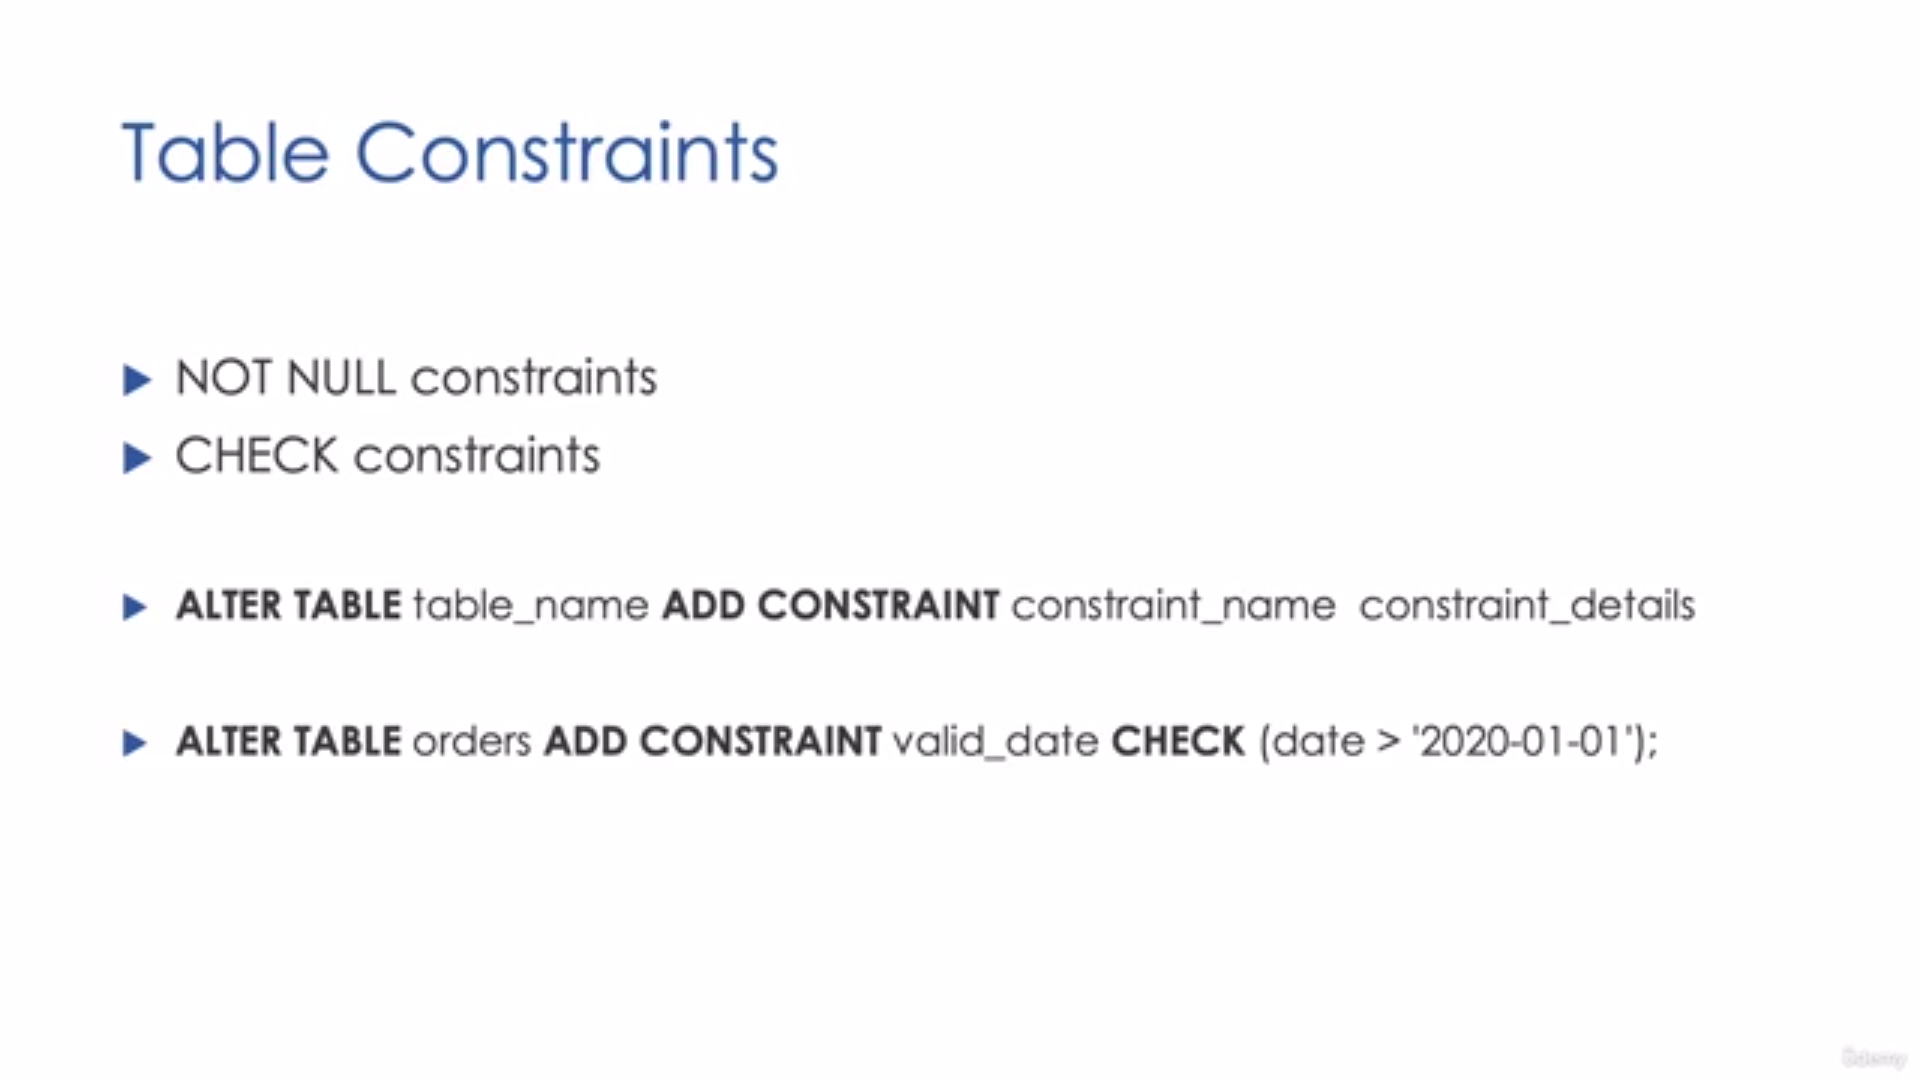 Table Constraints
NOT NULL constraints
CHECK constraints
ALTER TABLE table_name ADD CONSTRAINT constraint_name constraint_details
ALTER TABLE orders ADD CONSTRAINT valid_date CHECK (date > '2020-01-01');
ûdemy